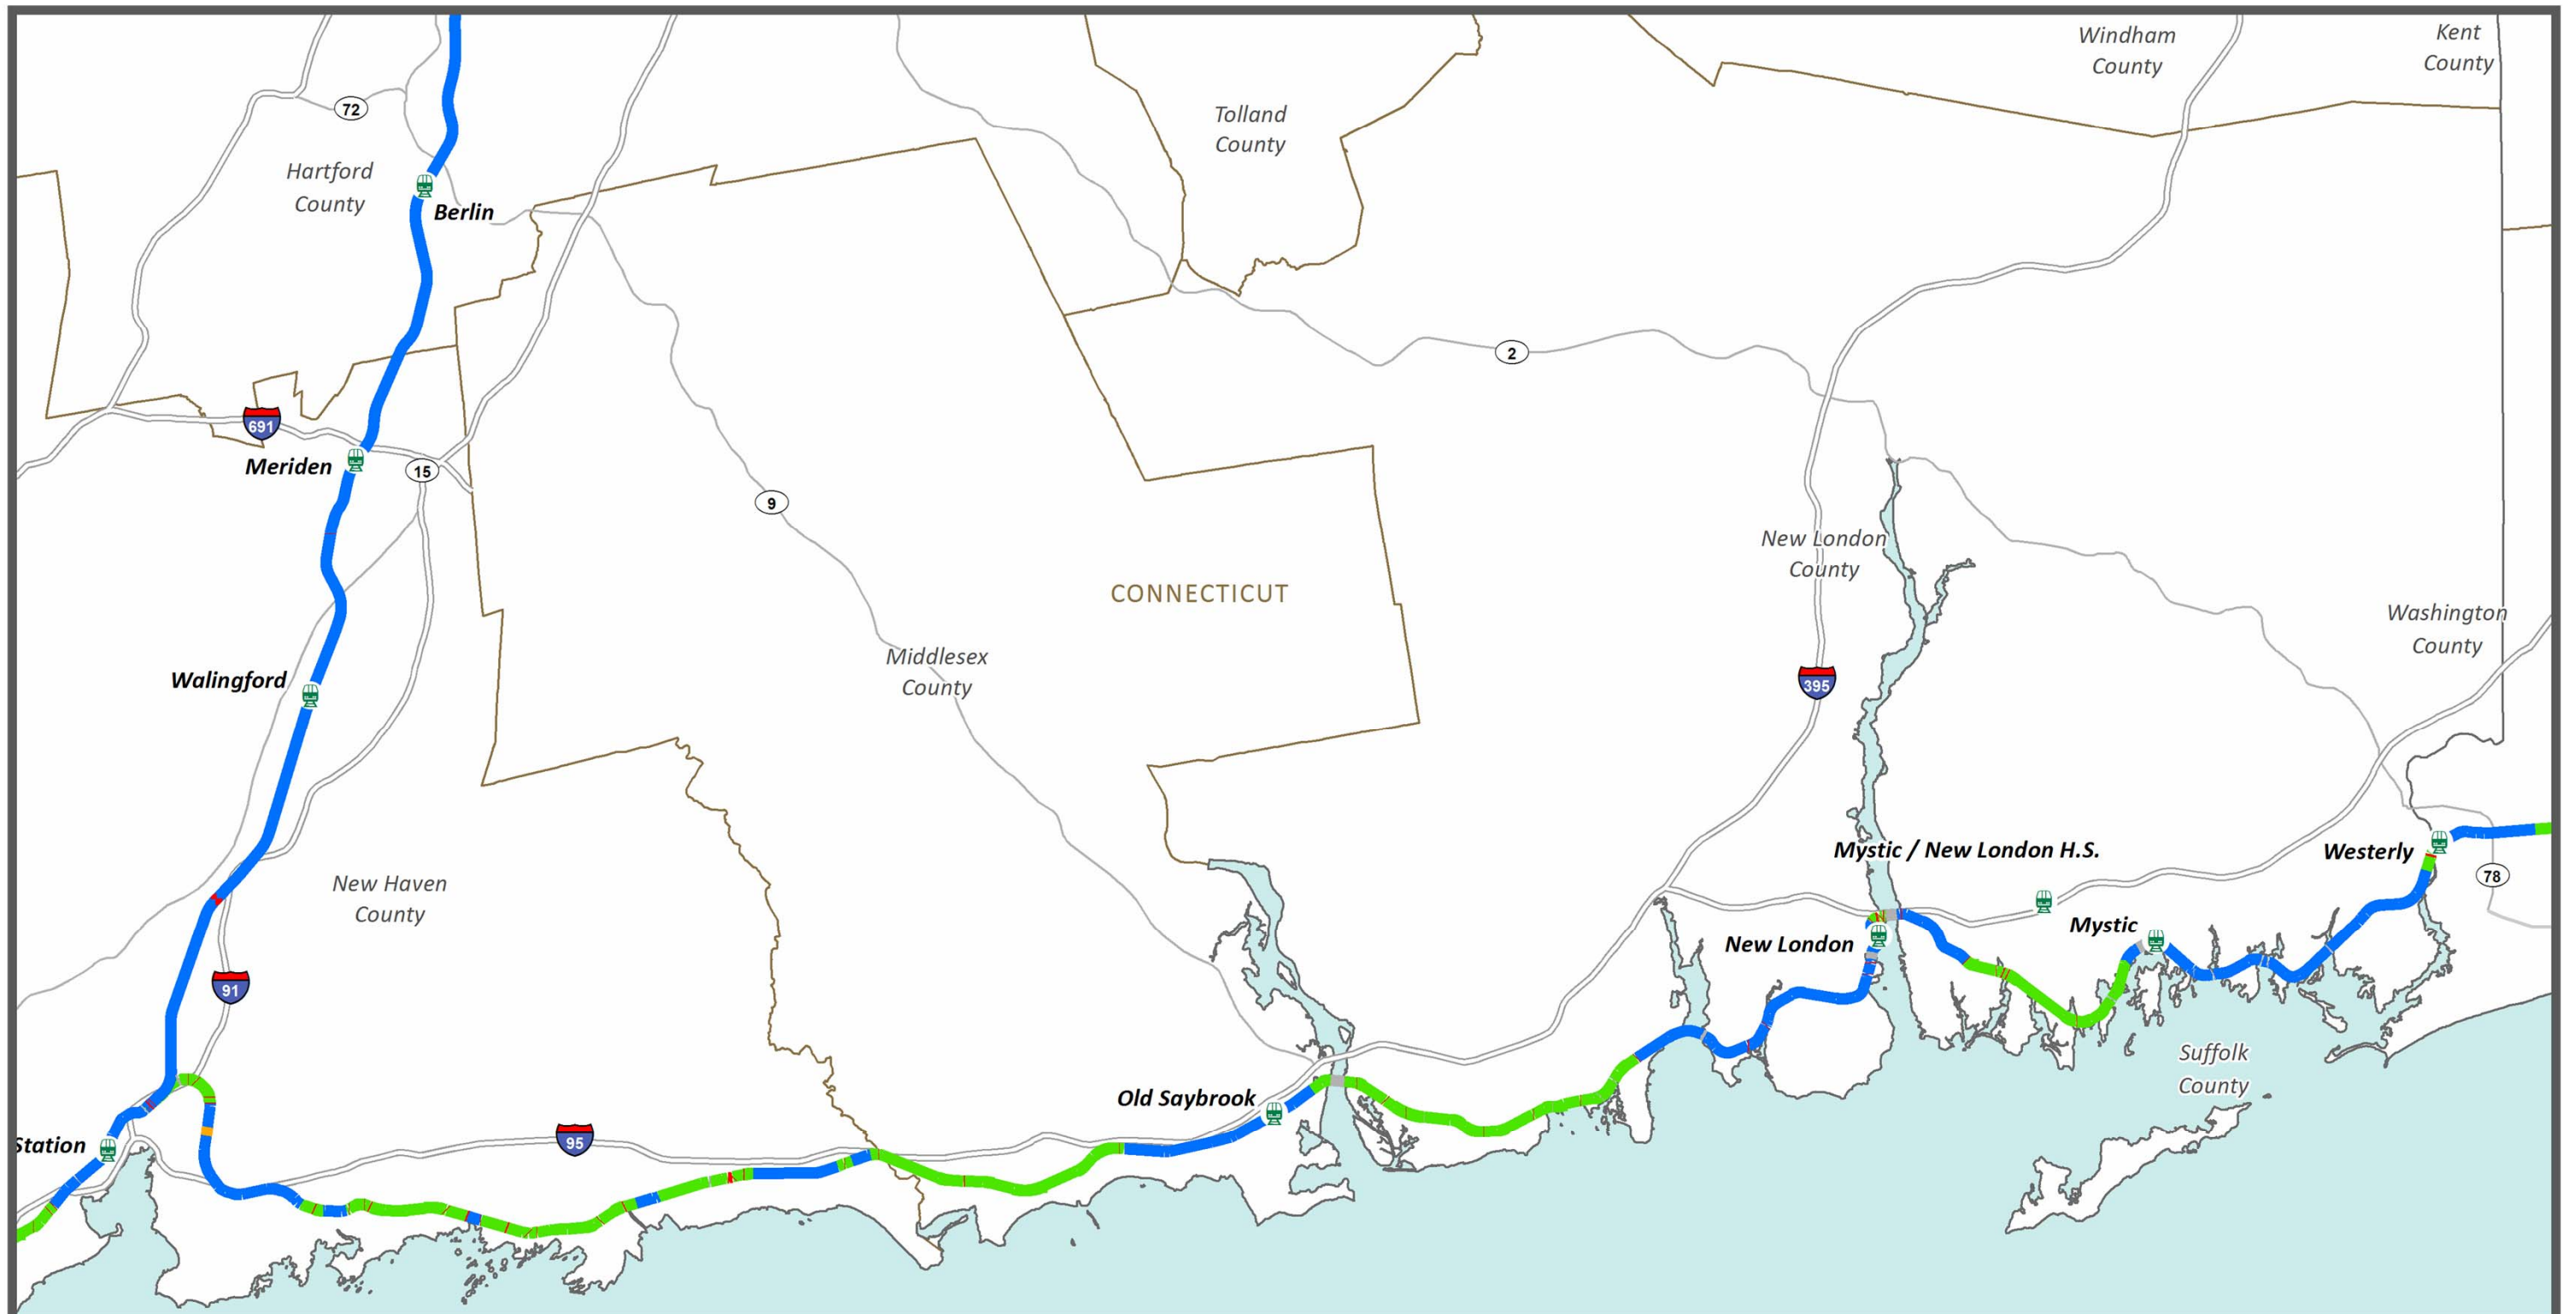 Windham
County
Kent
County
72
Tolland
County
Hartford
County
Berlin
2
691
Meriden
15
9
New London
County
CONNECTICUT
Washington
County
Middlesex
County
Walingford
395
Mystic / New London H.S.
Westerly
78
New Haven
County
Mystic
New London
91
Suffolk
County
Old Saybrook
95
Station